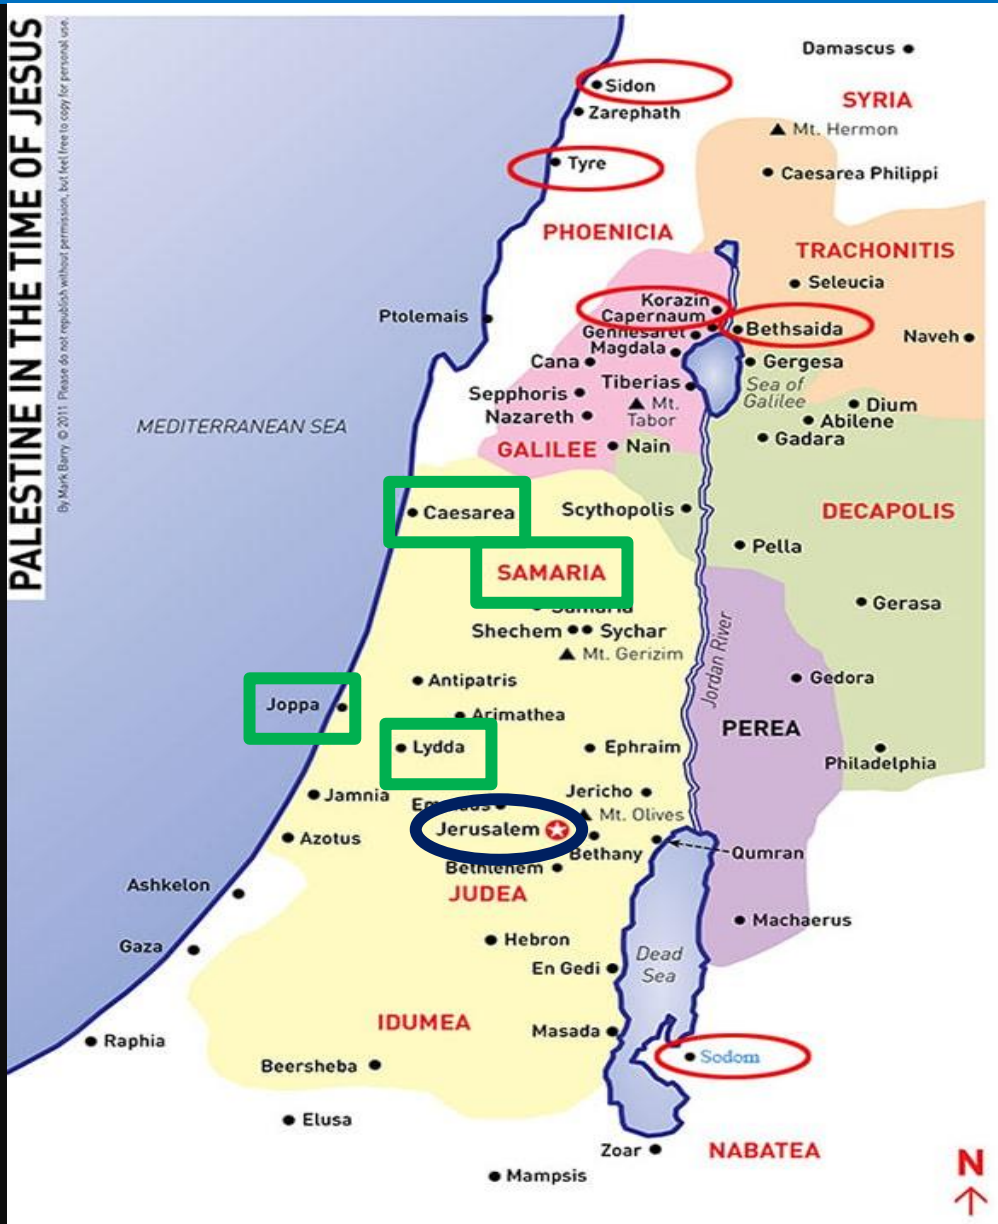 PALESTINE IN THE TIME OF JESUS
By Mark Barry © 2011 Please do not republish without permission, but feel free to copy for personal use.
Damascus
Sidon
SYRIA
Zarephath
Mt. Hermon
Tyre
Caesarea Philippi
PHOENICIA
TRACHONITIS
Seleucia
Korazin
Capernaum
Ptolemais
Bethsaida
Gennesaret
Naveh
Magdala
Cana
Gergesa
Tiberias
Sea of
Galilee
Sepphoris
Mt.
Tabor
Dium
Nazareth
Abilene
MEDITERRANEAN SEA
Gadara
GALILEE
Nain
Caesarea
Scythopolis
DECAPOLIS
Pella
SAMARIA
Samaria
Gerasa
Shechem
Sychar
Mt. Gerizim
Jordan River
Antipatris
Gedora
Joppa
Arimathea
PEREA
Lydda
Ephraim
Philadelphia
Jamnia
Jericho
Emmaus
Mt. Olives
Jerusalem
Azotus
Bethany
Qumran
Bethlehem
Ashkelon
JUDEA
Machaerus
Gaza
Hebron
Dead
Sea
En Gedi
IDUMEA
Masada
Raphia
Sodom
Beersheba
Elusa
Zoar
NABATEA
Mampsis
N